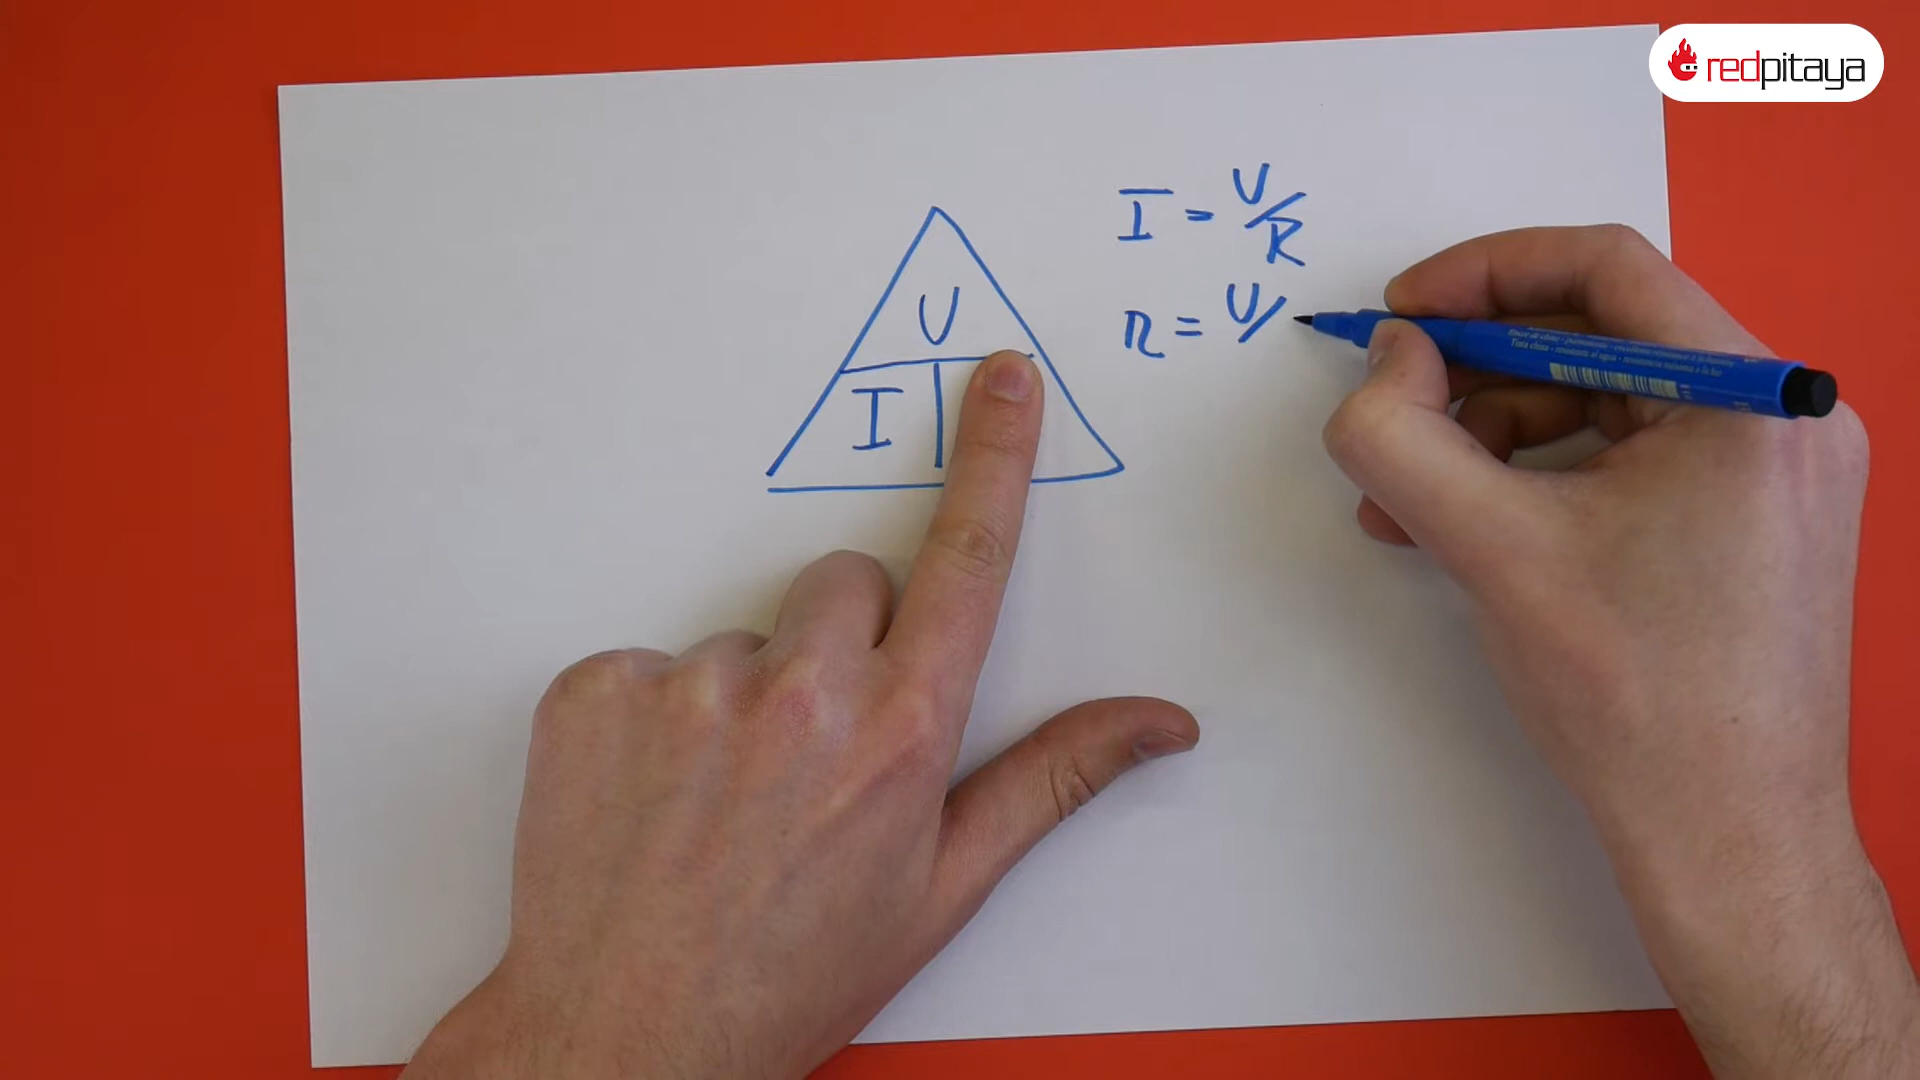 redpitaya
I = U/R
R = U/
U
I